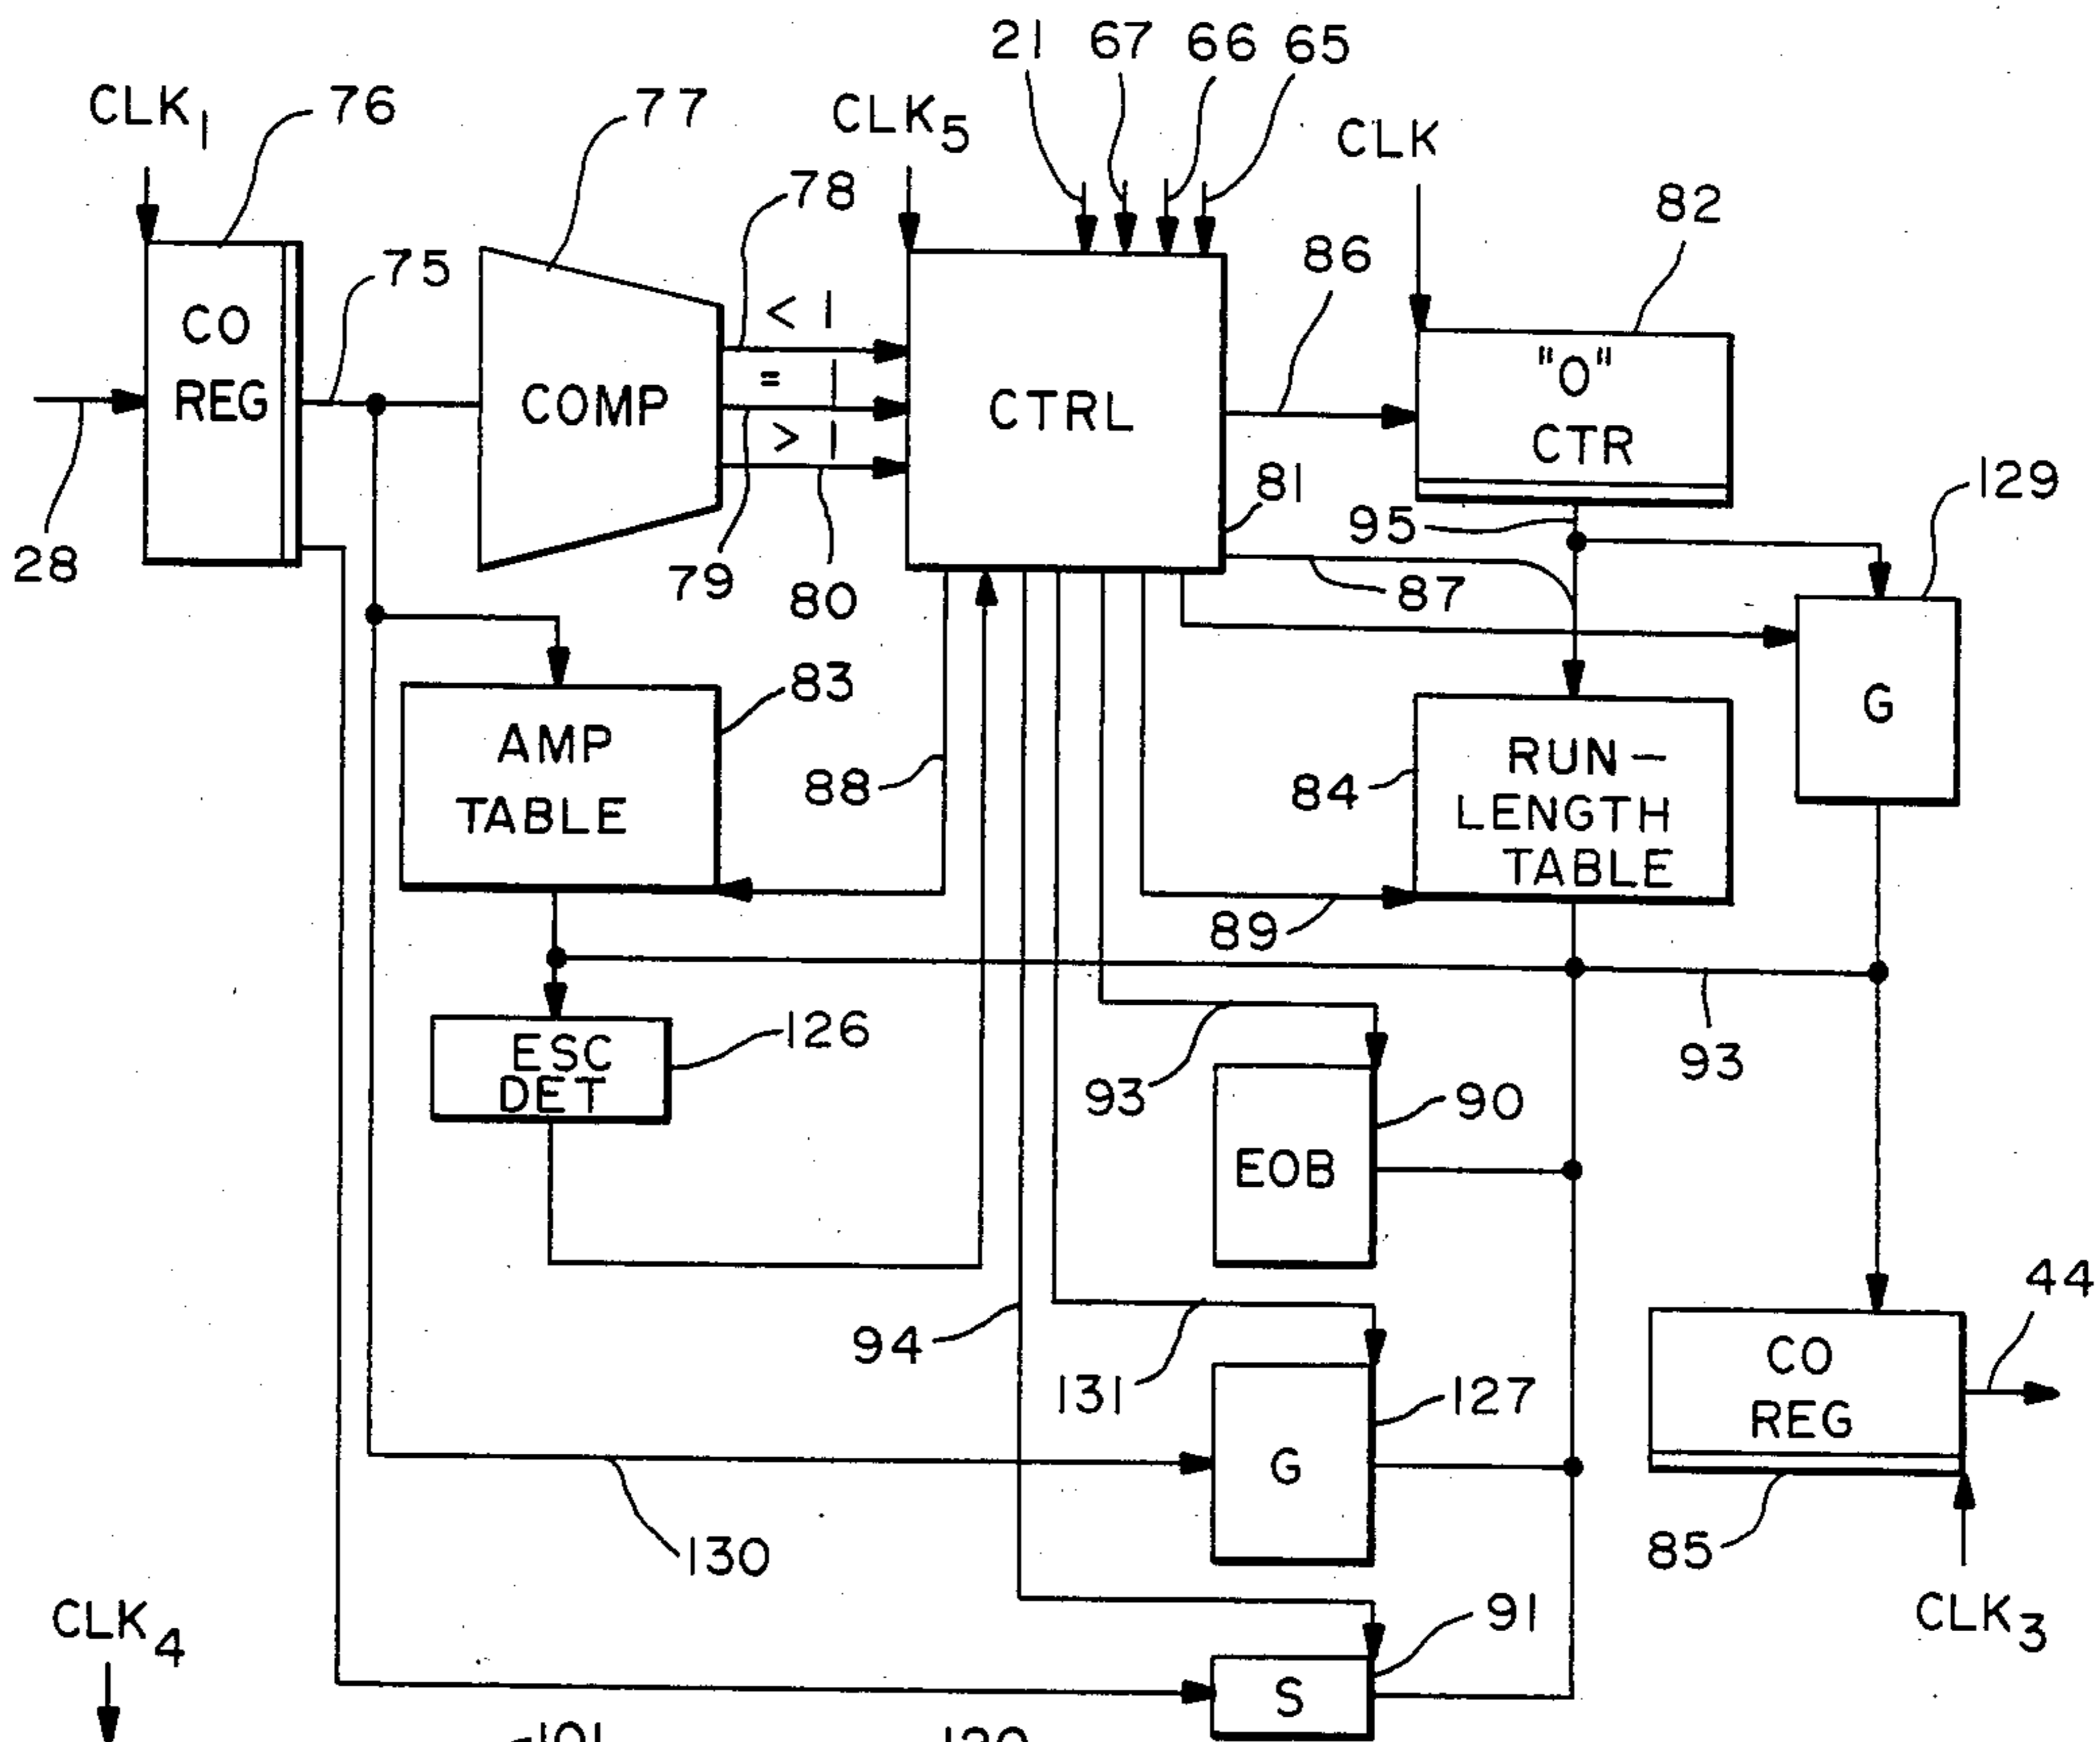 21 67 66 65
CLK1 76 77 CLK5 CLK
78 82
75 86
< 1
CO
REG
= 1
COMP
> 1
CTRL
"0"
CTR
81 129
95
28 79 80 87
83
G
AMP
TABLE
88 84
RUN-
LENGTH
TABLE
89
126
ESC
DET
93 93
90
EOB
44
94
CO
REG
131 127
G
130 85
CLK4 91 CLK3
S